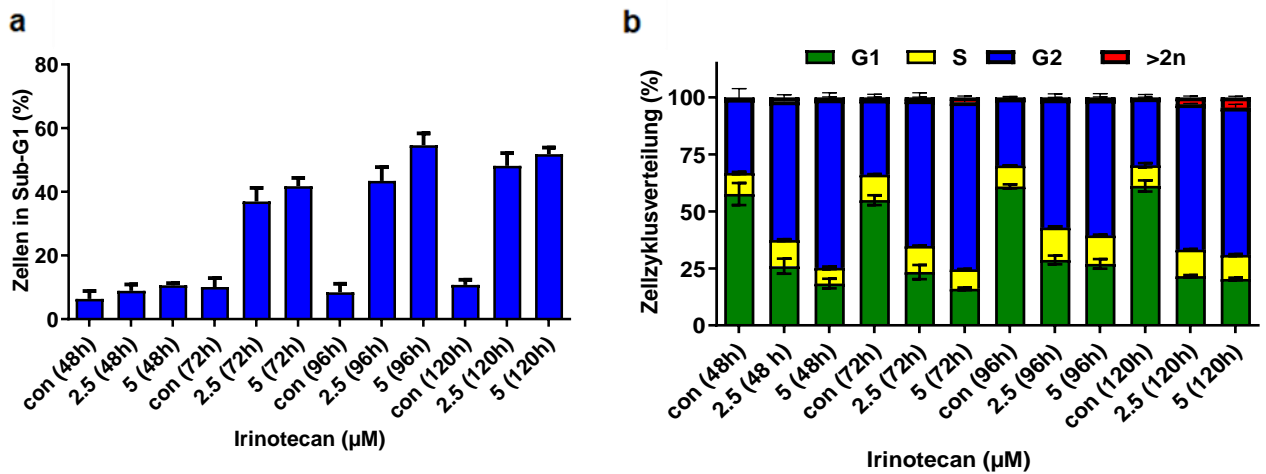 a
Zellen in Sub-G1 (%)
80
60
40
20
0
con (48h)
2.5 (48h)
5 (48h)
con (72h)
2.5 (72h)
5 (72h)
con (96h)
2.5 (96h)
5 (96h)
con (120h)
2.5 (120h)
5 (120h)
Irinotecan (µM)
b
G1 S G2 >2n
Zellzyklusverteilung (%)
100
75
50
25
0
con (48h)
2.5 (48 h)
5 (48h)
con (72h)
2.5 (72h)
5 (72h)
con (96h)
2.5 (96h)
5 (96h)
con (120h)
2.5 (120h)
5 (120h)
Irinotecan (µM)